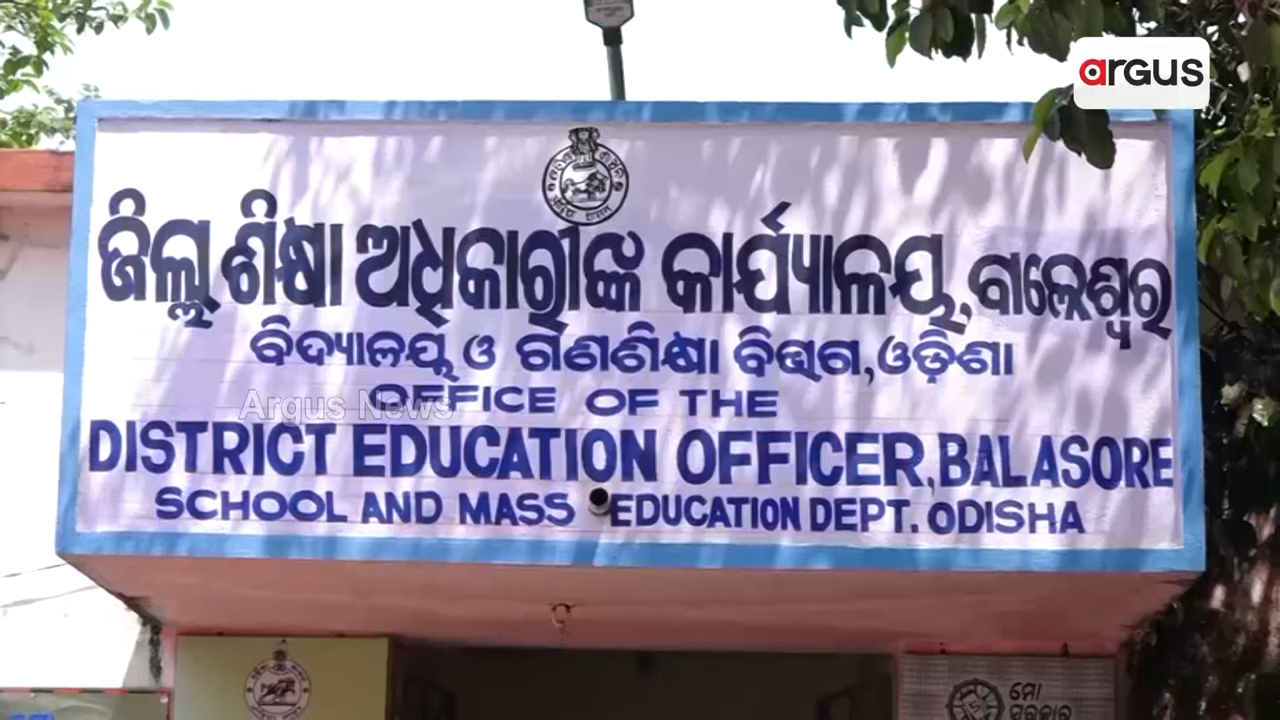 argus
ଜିଲ୍ଲା ଶିକ୍ଷା ଅଧିକାରୀଙ୍କ କାର୍ଯ୍ୟାଳୟ, ବାଲେଶ୍ୱର
ବିଦ୍ୟାଳୟ ଓ ଗଣଶିକ୍ଷା ବିଭାଗ, ଓଡ଼ିଶା
Argus News
OFFICE OF THE
DISTRICT EDUCATION OFFICER, BALASORE
SCHOOL AND MASS EDUCATION DEPT. ODISHA
ମୋ
ସରକାର